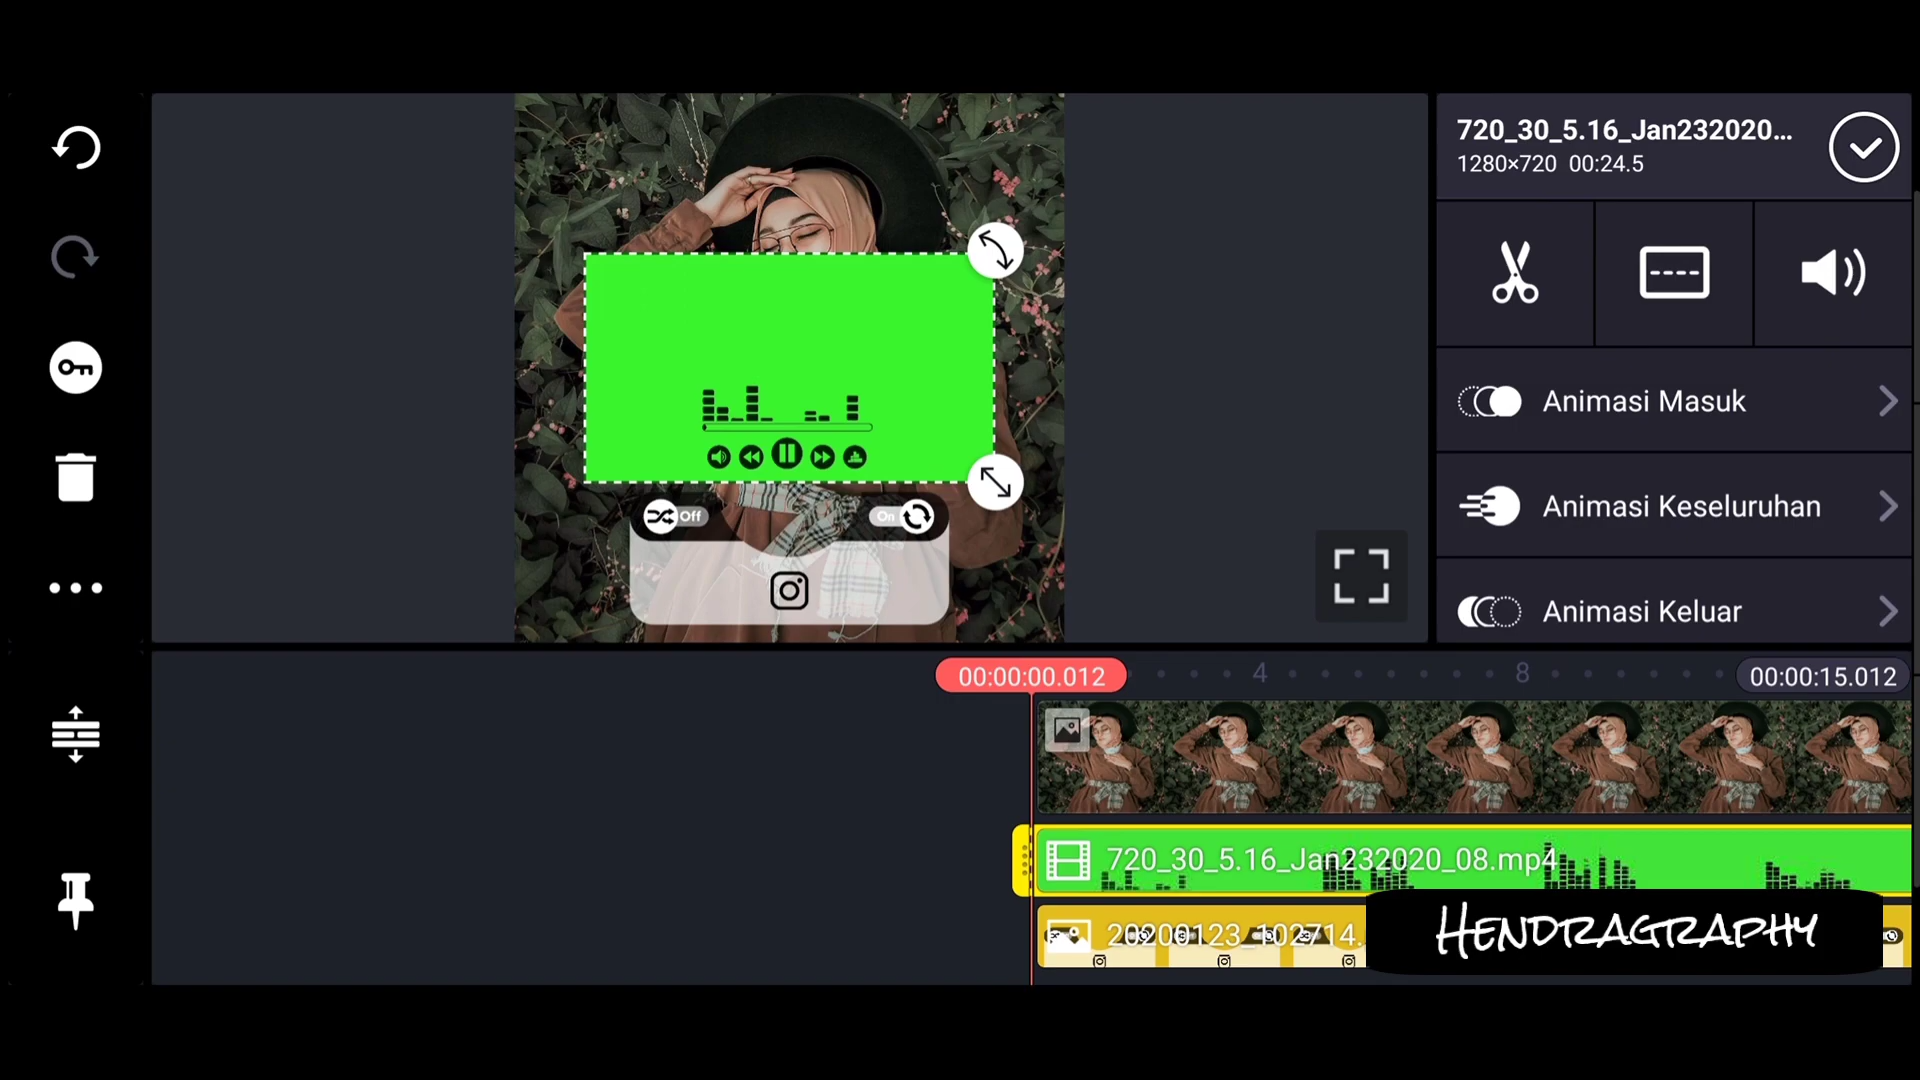 720_30_5.16_Jan232020...
1280×720 00:24.5
Animasi Masuk
Animasi Keseluruhan
Animasi Keluar
Off
On
00:00:00.012
4
8
00:00:15.012
720_30_5.16_Jan232020_08.mp4
20200123_102714.
HENDRAGRAPHY